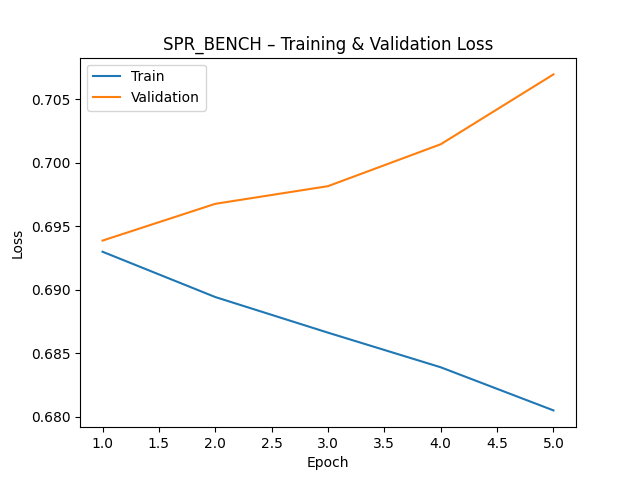 SPR_BENCH – Training & Validation Loss
Train
Validation
Loss
0.705
0.700
0.695
0.690
0.685
0.680
1.0 1.5 2.0 2.5 3.0 3.5 4.0 4.5 5.0
Epoch